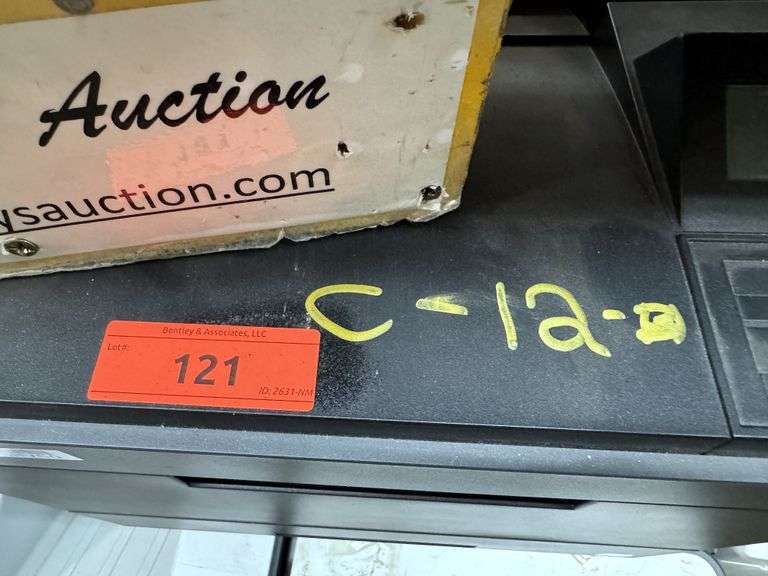 Auction
ysauction.com
Bentley & Associates, LLC
Lot#:
121
ID: 2631-NM
C-12-